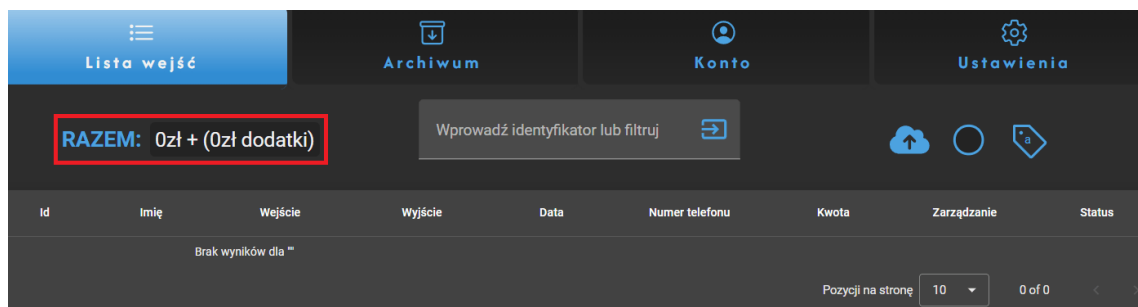 Lista wejść Archiwum Konto Ustawienia
RAZEM: 0zł + (0zł dodatki) Wprowadź identyfikator lub filtruj a
Id Imię Wejście Wyjście Data Numer telefonu Kwota Zarządzanie Status
Brak wyników dla ""
Pozycji na stronę 10 0 of 0